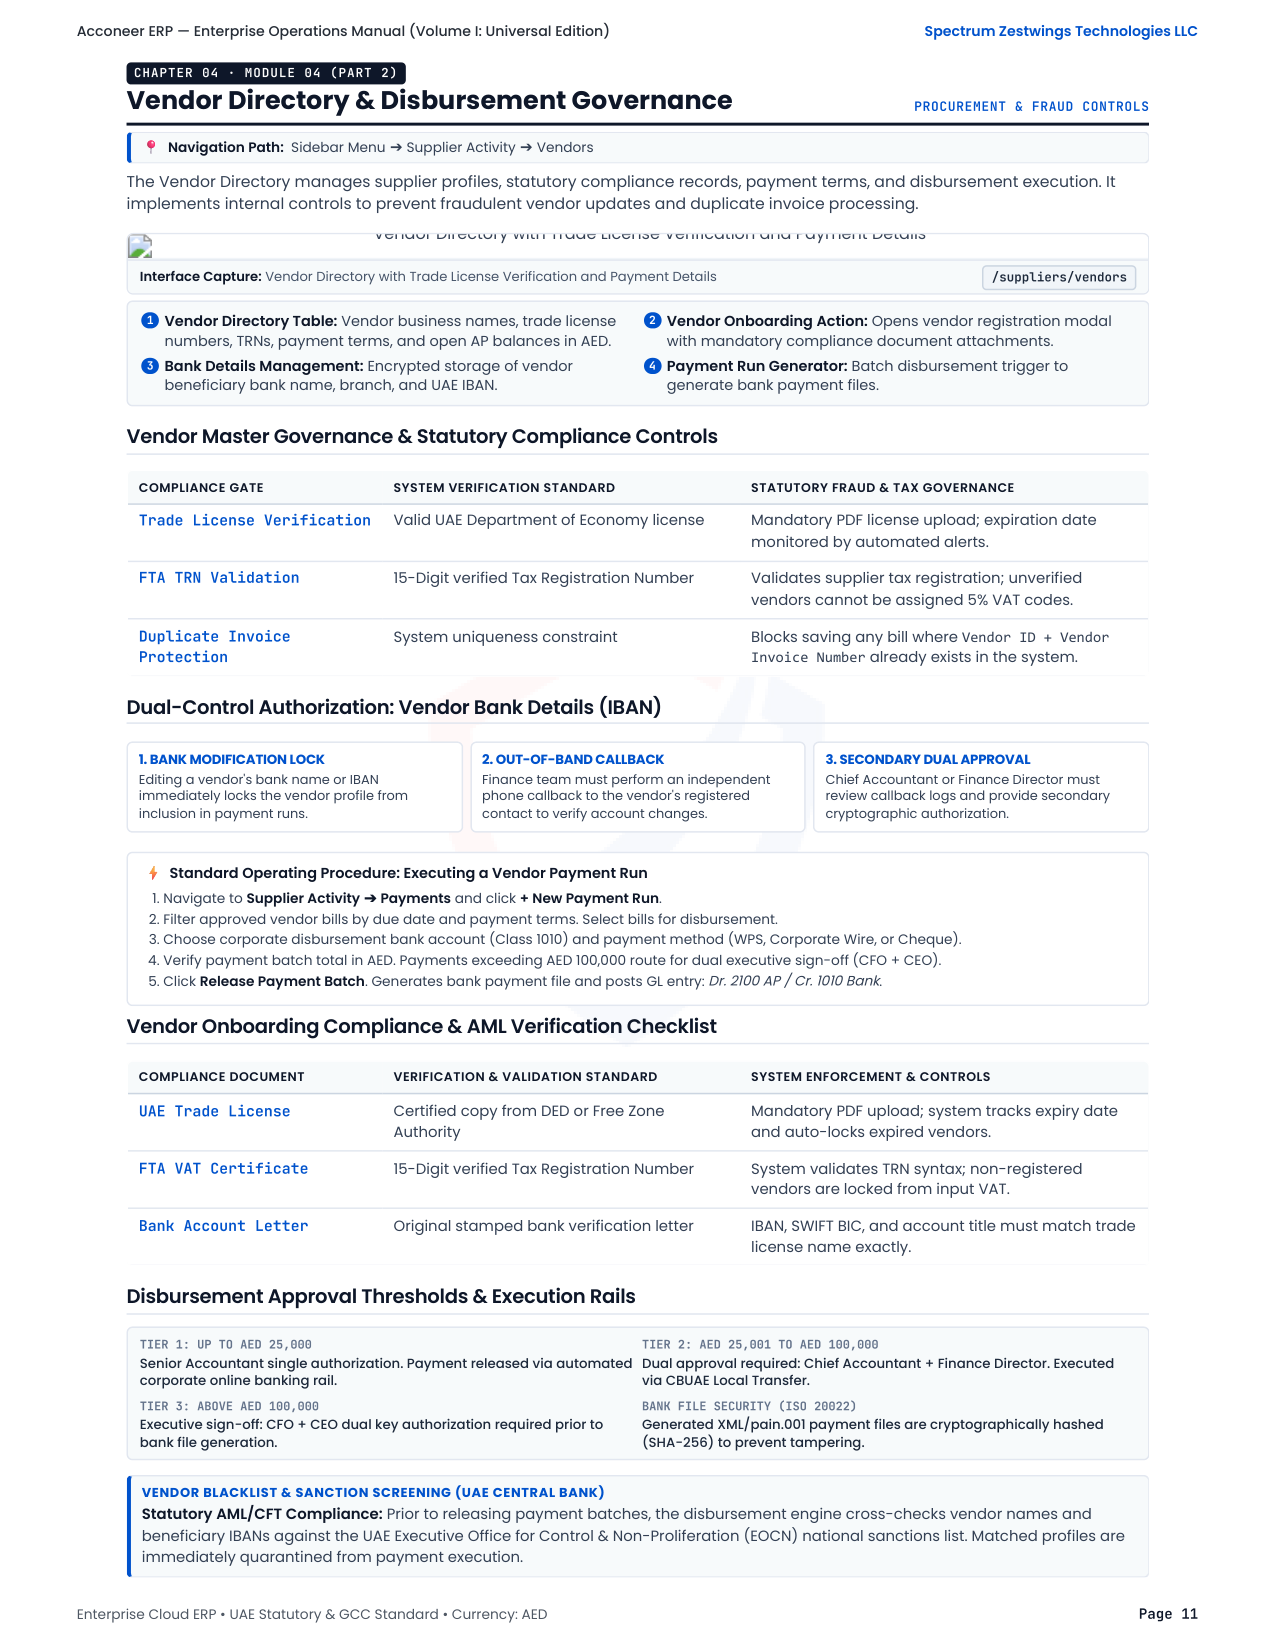 Acconeer ERP — Enterprise Operations Manual (Volume I: Universal Edition)
Spectrum Zestwings Technologies LLC
CHAPTER 04 · MODULE 04 (PART 2)
Vendor Directory & Disbursement Governance
PROCUREMENT & FRAUD CONTROLS
Navigation Path: Sidebar Menu ➔ Supplier Activity ➔ Vendors
The Vendor Directory manages supplier profiles, statutory compliance records, payment terms, and disbursement execution. It
implements internal controls to prevent fraudulent vendor updates and duplicate invoice processing.
Vendor Directory with Trade License Verification and Payment Details
Interface Capture: Vendor Directory with Trade License Verification and Payment Details
/suppliers/vendors
1 Vendor Directory Table: Vendor business names, trade license
numbers, TRNs, payment terms, and open AP balances in AED.
2 Vendor Onboarding Action: Opens vendor registration modal
with mandatory compliance document attachments.
3 Bank Details Management: Encrypted storage of vendor
beneficiary bank name, branch, and UAE IBAN.
4 Payment Run Generator: Batch disbursement trigger to
generate bank payment files.
Vendor Master Governance & Statutory Compliance Controls
COMPLIANCE GATE
SYSTEM VERIFICATION STANDARD
STATUTORY FRAUD & TAX GOVERNANCE
Trade License Verification
Valid UAE Department of Economy license
Mandatory PDF license upload; expiration date
monitored by automated alerts.
FTA TRN Validation
15-Digit verified Tax Registration Number
Validates supplier tax registration; unverified
vendors cannot be assigned 5% VAT codes.
Duplicate Invoice
Protection
System uniqueness constraint
Blocks saving any bill where Vendor ID + Vendor
Invoice Number already exists in the system.
Dual-Control Authorization: Vendor Bank Details (IBAN)
1. BANK MODIFICATION LOCK
Editing a vendor's bank name or IBAN
immediately locks the vendor profile from
inclusion in payment runs.
2. OUT-OF-BAND CALLBACK
Finance team must perform an independent
phone callback to the vendor's registered
contact to verify account changes.
3. SECONDARY DUAL APPROVAL
Chief Accountant or Finance Director must
review callback logs and provide secondary
cryptographic authorization.
Standard Operating Procedure: Executing a Vendor Payment Run
1. Navigate to Supplier Activity ➔ Payments and click + New Payment Run.
2. Filter approved vendor bills by due date and payment terms. Select bills for disbursement.
3. Choose corporate disbursement bank account (Class 1010) and payment method (WPS, Corporate Wire, or Cheque).
4. Verify payment batch total in AED. Payments exceeding AED 100,000 route for dual executive sign-off (CFO + CEO).
5. Click Release Payment Batch. Generates bank payment file and posts GL entry: Dr. 2100 AP / Cr. 1010 Bank.
Vendor Onboarding Compliance & AML Verification Checklist
COMPLIANCE DOCUMENT
VERIFICATION & VALIDATION STANDARD
SYSTEM ENFORCEMENT & CONTROLS
UAE Trade License
Certified copy from DED or Free Zone
Authority
Mandatory PDF upload; system tracks expiry date
and auto-locks expired vendors.
FTA VAT Certificate
15-Digit verified Tax Registration Number
System validates TRN syntax; non-registered
vendors are locked from input VAT.
Bank Account Letter
Original stamped bank verification letter
IBAN, SWIFT BIC, and account title must match trade
license name exactly.
Disbursement Approval Thresholds & Execution Rails
TIER 1: UP TO AED 25,000
Senior Accountant single authorization. Payment released via automated
corporate online banking rail.
TIER 2: AED 25,001 TO AED 100,000
Dual approval required: Chief Accountant + Finance Director. Executed
via CBUAE Local Transfer.
TIER 3: ABOVE AED 100,000
Executive sign-off: CFO + CEO dual key authorization required prior to
bank file generation.
BANK FILE SECURITY (ISO 20022)
Generated XML/pain.001 payment files are cryptographically hashed
(SHA-256) to prevent tampering.
VENDOR BLACKLIST & SANCTION SCREENING (UAE CENTRAL BANK)
Statutory AML/CFT Compliance: Prior to releasing payment batches, the disbursement engine cross-checks vendor names and
beneficiary IBANs against the UAE Executive Office for Control & Non-Proliferation (EOCN) national sanctions list. Matched profiles are
immediately quarantined from payment execution.
Enterprise Cloud ERP • UAE Statutory & GCC Standard • Currency: AED
Page 11